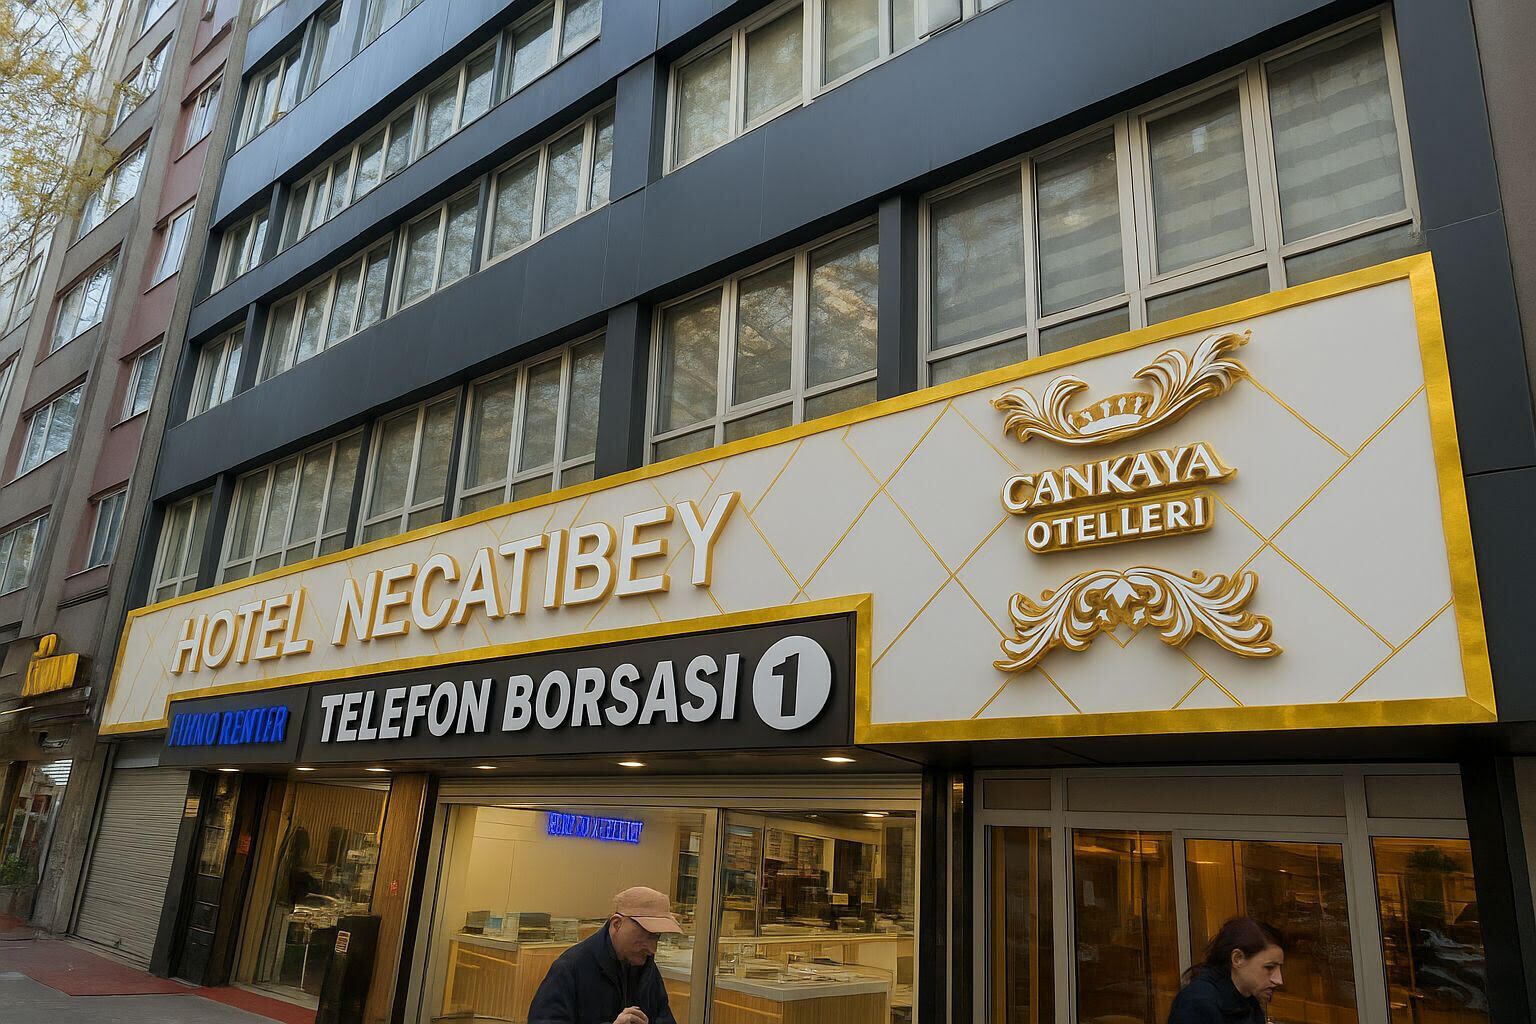 HOTEL NECATIBEY
CANKAYA
OTELLERI
TELEFON BORSASI 1